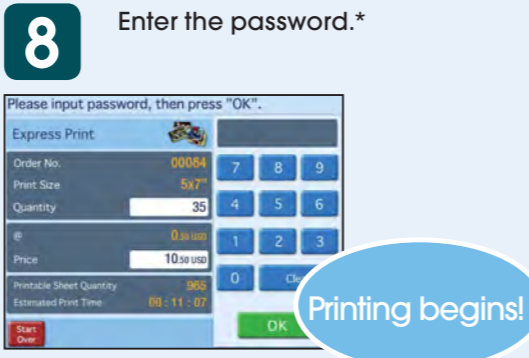 8
Enter the password.*
Please input password, then press "OK".
Express Print
Order No. 00084
Print Size 5x7"
Quantity 35
@ 0.30 USD
Price 10.50 USD
Printable Sheet Quantity 965
Estimated Print Time 00 : 11 : 07
7 8 9
4 5 6
1 2 3
0
OK
Start
Over
Printing begins!